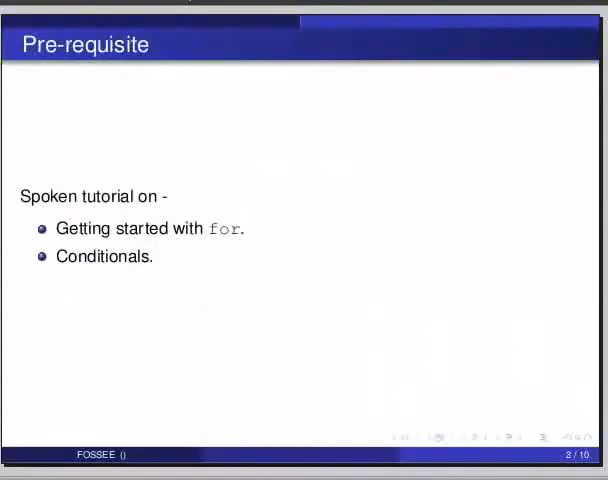 Pre-requisite
Spoken tutorial on -
Getting started with for.
Conditionals.
FOSSEE ()
3 / 10